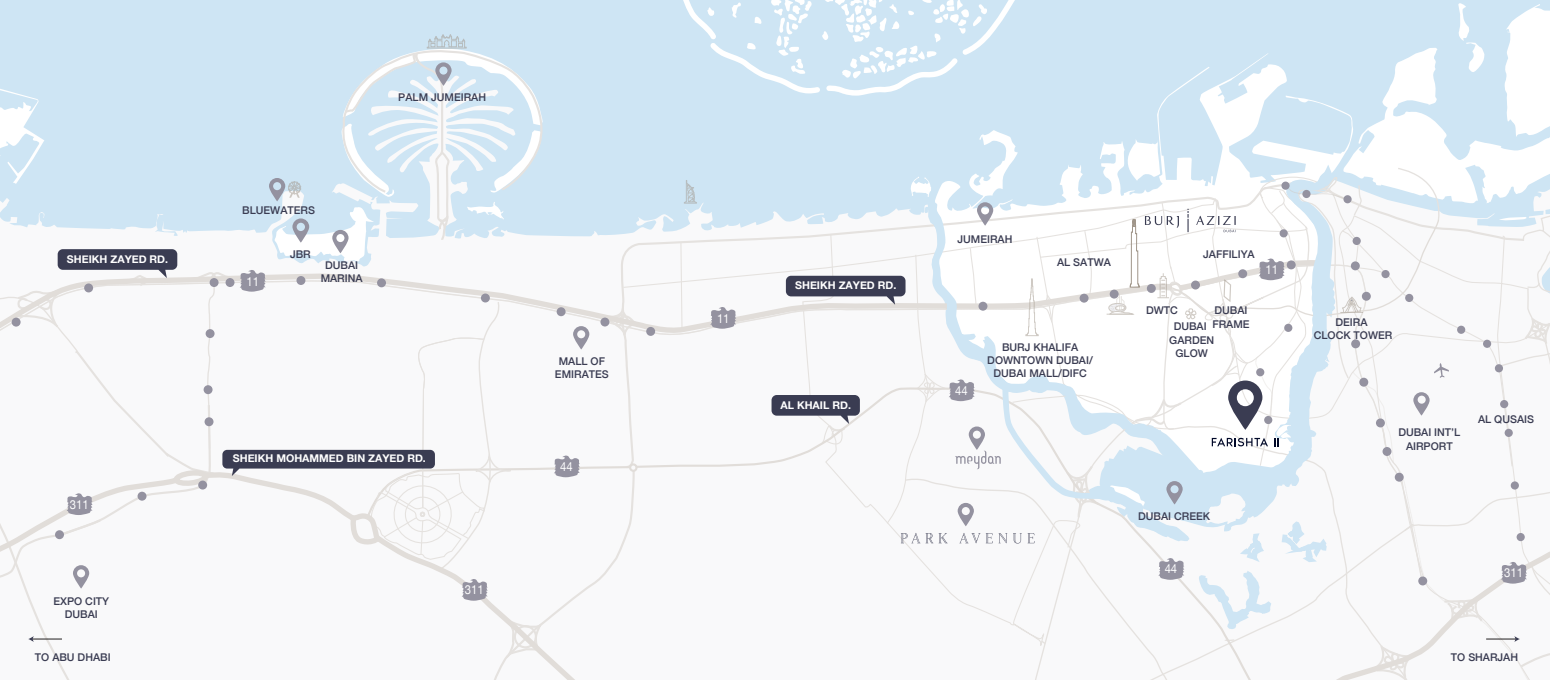 PALM JUMEIRAH
BLUEWATERS
JBR
DUBAI
MARINA
SHEIKH ZAYED RD.
11
JUMEIRAH
BURJ AZIZI
DUBAI
AL SATWA
JAFFILIYA
11
SHEIKH ZAYED RD.
11
DWTC
DUBAI
FRAME
DUBAI
GARDEN
GLOW
DEIRA
CLOCK TOWER
MALL OF
EMIRATES
BURJ KHALIFA
DOWNTOWN DUBAI/
DUBAI MALL/DIFC
44
AL KHAIL RD.
FARISHTA II
DUBAI INT'L
AIRPORT
AL QUSAIS
SHEIKH MOHAMMED BIN ZAYED RD.
44
meydan
311
DUBAI CREEK
PARK AVENUE
44
311
311
EXPO CITY
DUBAI
TO ABU DHABI
TO SHARJAH